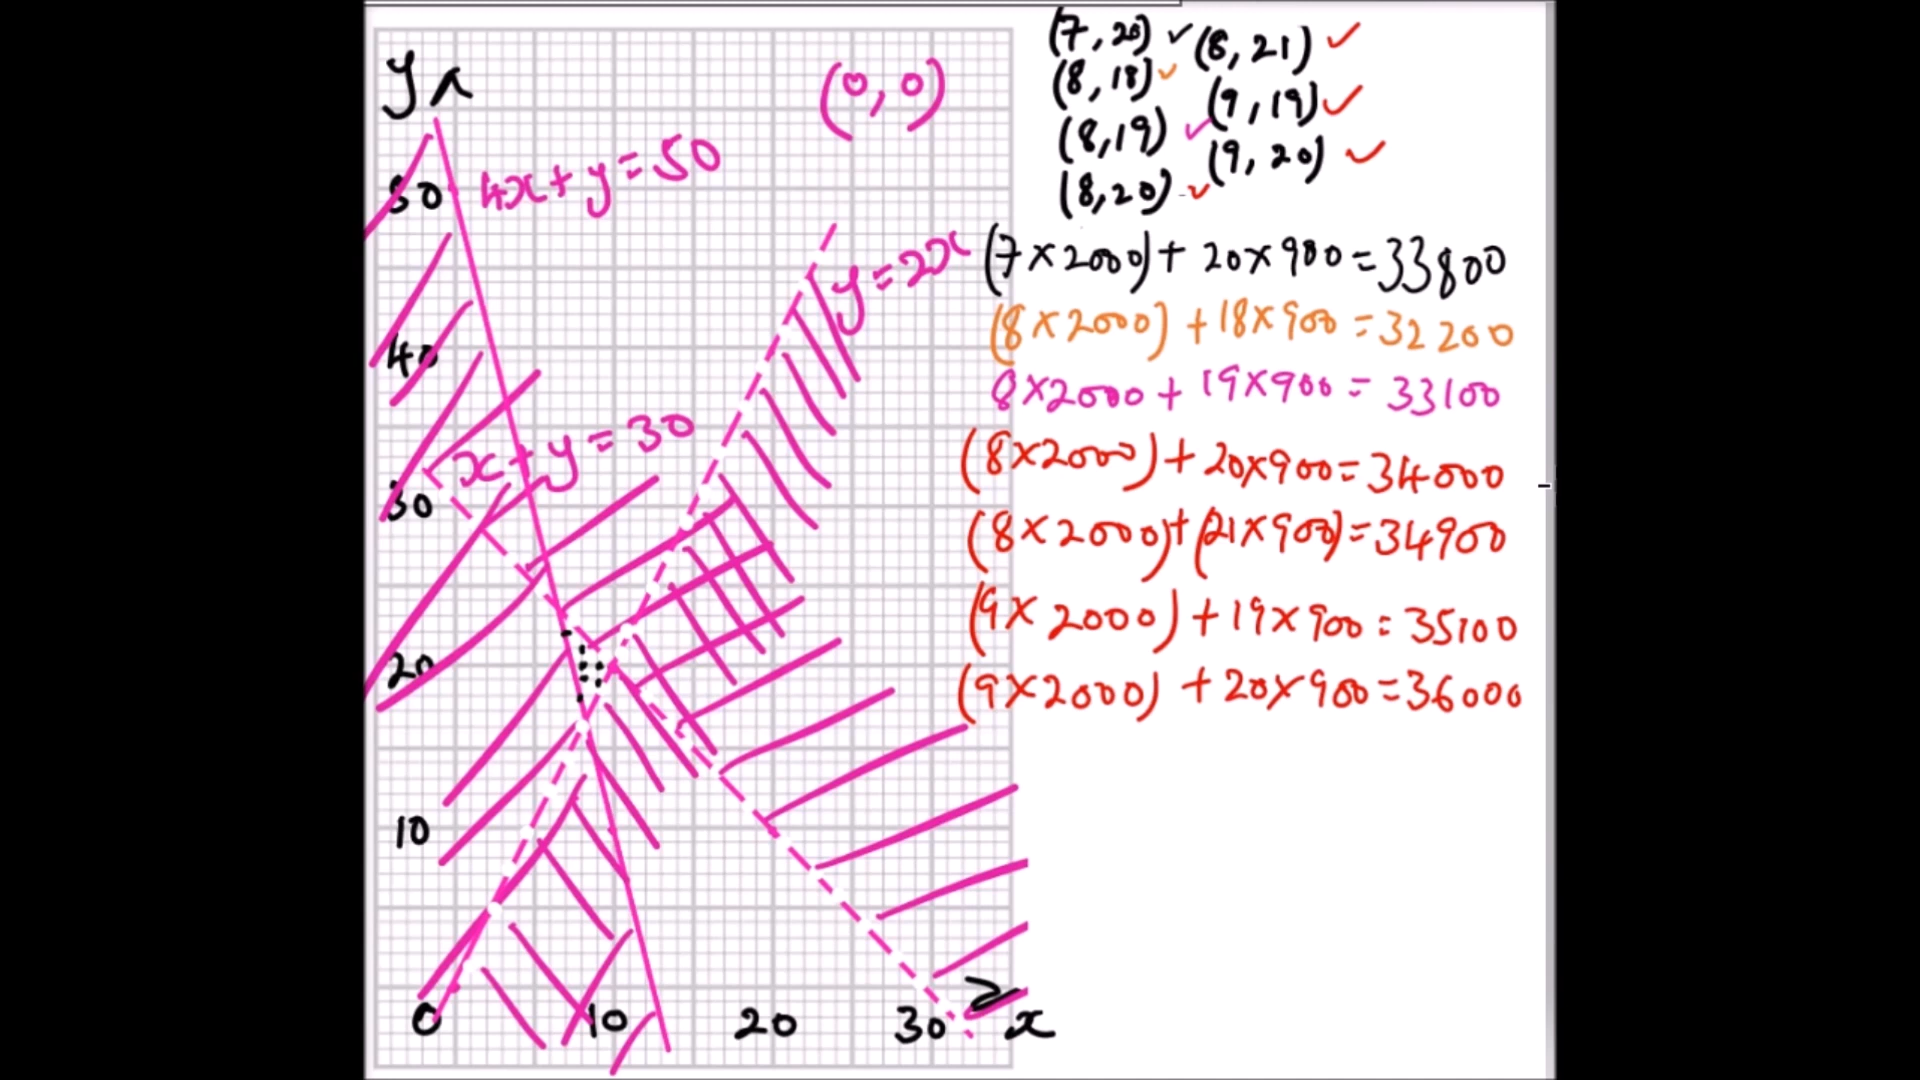 y
(0, 0)
4x + y = 50
50
y = 2x
40
x + y = 30
30
20
10
0
10
20
30
x
(7, 20) ✓ (8, 21) ✓
(8, 18) ✓ (9, 19) ✓
(8, 19) ✓ (9, 20) ✓
(8, 20) ✓
(7 × 2000) + 20 × 900 = 33800
(8 × 2000) + 18 × 900 = 32200
8 × 2000 + 19 × 900 = 33100
(8 × 2000) + 20 × 900 = 34000
(8 × 2000) + (21 × 900) = 34900
(9 × 2000) + 19 × 900 = 35100
(9 × 2000) + 20 × 900 = 36000